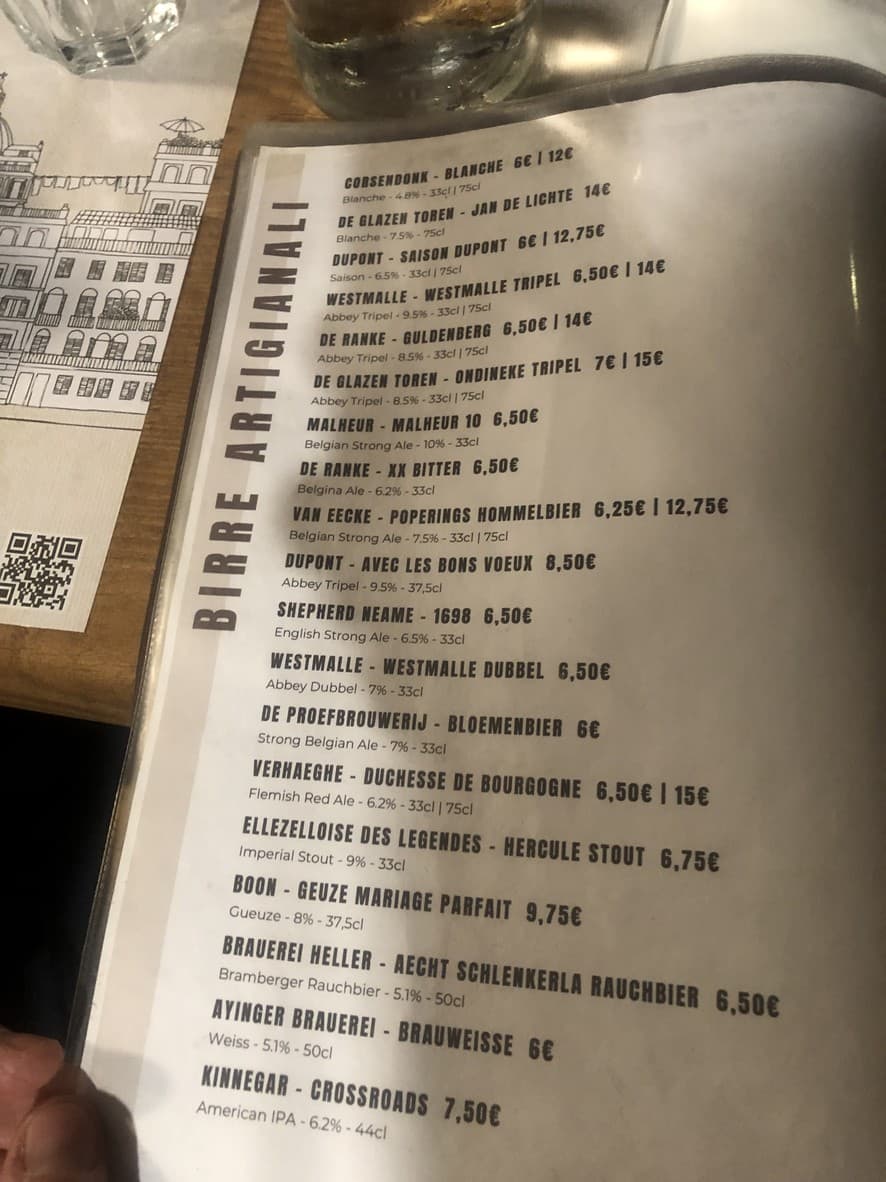 BIRRE ARTIGIANALI
CORSENDONK - BLANCHE 6€ | 12€
Blanche - 4.8% - 33cl | 75cl
DE GLAZEN TOREN - JAN DE LICHTE 14€
Blanche - 7.5% - 75cl
DUPONT - SAISON DUPONT 6€ | 12,75€
Saison - 6.5% - 33cl | 75cl
WESTMALLE - WESTMALLE TRIPEL 6,50€ | 14€
Abbey Tripel - 9.5% - 33cl | 75cl
DE RANKE - GULDENBERG 6,50€ | 14€
Abbey Tripel - 8.5% - 33cl | 75cl
DE GLAZEN TOREN - ONDINEKE TRIPEL 7€ | 15€
Abbey Tripel - 8.5% - 33cl | 75cl
MALHEUR - MALHEUR 10 6,50€
Belgian Strong Ale - 10% - 33cl
DE RANKE - XX BITTER 6,50€
Belgina Ale - 6.2% - 33cl
VAN EECKE - POPERINGS HOMMELBIER 6,25€ | 12,75€
Belgian Strong Ale - 7.5% - 33cl | 75cl
DUPONT - AVEC LES BONS VOEUX 8,50€
Abbey Tripel - 9.5% - 37,5cl
SHEPHERD NEAME - 1698 6,50€
English Strong Ale - 6.5% - 33cl
WESTMALLE - WESTMALLE DUBBEL 6,50€
Abbey Dubbel - 7% - 33cl
DE PROEFBROUWERIJ - BLOEMENBIER 6€
Strong Belgian Ale - 7% - 33cl
VERHAEGHE - DUCHESSE DE BOURGOGNE 6,50€ | 15€
Flemish Red Ale - 6.2% - 33cl | 75cl
ELLEZELLOISE DES LEGENDES - HERCULE STOUT 6,75€
Imperial Stout - 9% - 33cl
BOON - GEUZE MARIAGE PARFAIT 9,75€
Gueuze - 8% - 37,5cl
BRAUEREI HELLER - AECHT SCHLENKERLA RAUCHBIER 6,50€
Bramberger Rauchbier - 5.1% - 50cl
AYINGER BRAUEREI - BRAUWEISSE 6€
Weiss - 5.1% - 50cl
KINNEGAR - CROSSROADS 7,50€
American IPA - 6.2% - 44cl